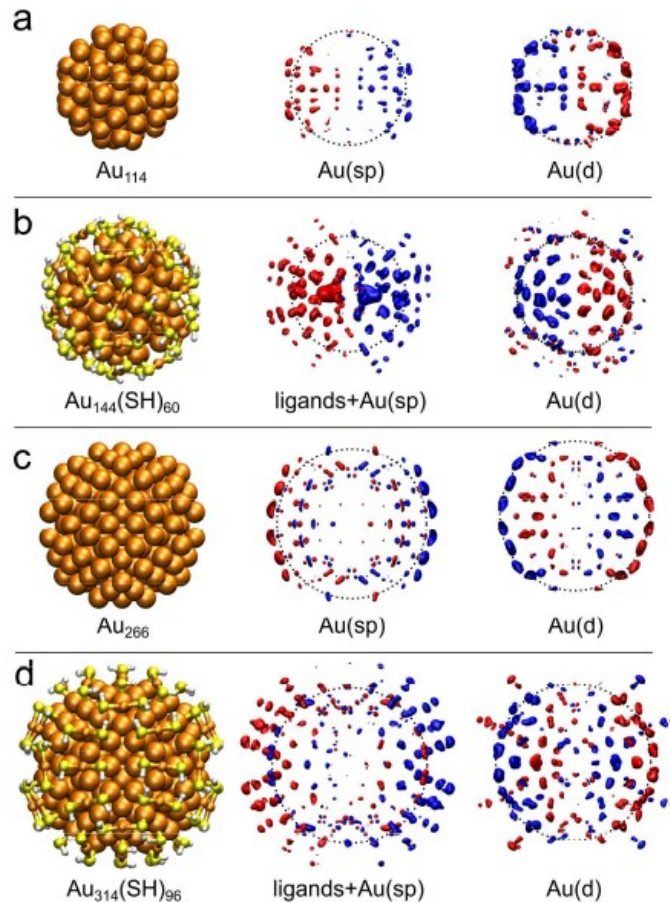 a
Au₁₁₄ Au(sp) Au(d)
b
Au₁₄₄(SH)₆₀ ligands+Au(sp) Au(d)
c
Au₂₆₆ Au(sp) Au(d)
d
Au₃₁₄(SH)₉₆ ligands+Au(sp) Au(d)